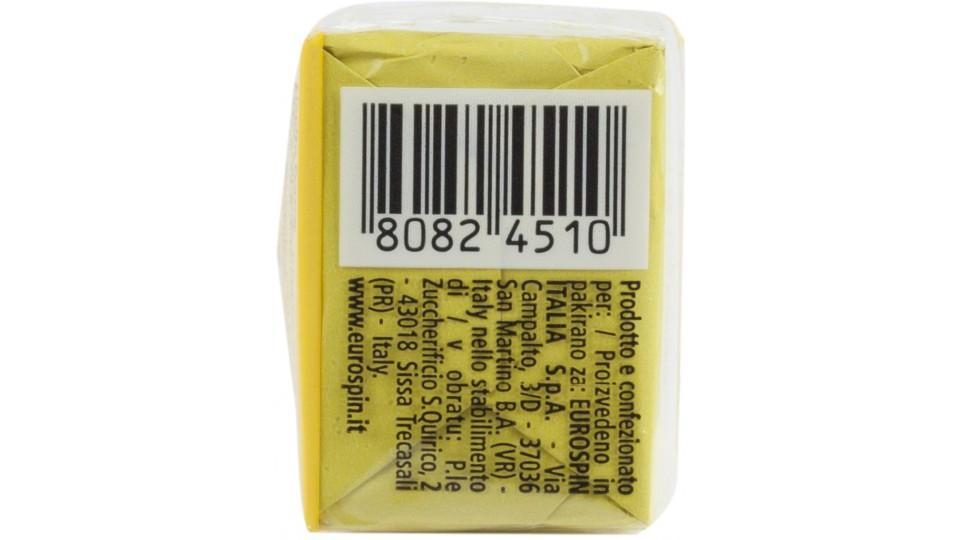 8082 4510
Prodotto e confezionato
per: / Proizvedeno in
pakirano za: EUROSPIN
ITALIA S.p.A. - Via
Campalto, 3/D - 37036
San Martino B.A. (VR) -
Italy nello stabilimento
di / v obratu: P.le
Zuccherificio S.Quirico, 2
- 43018 Sissa Trecasali
(PR) - Italy.
www.eurospin.it